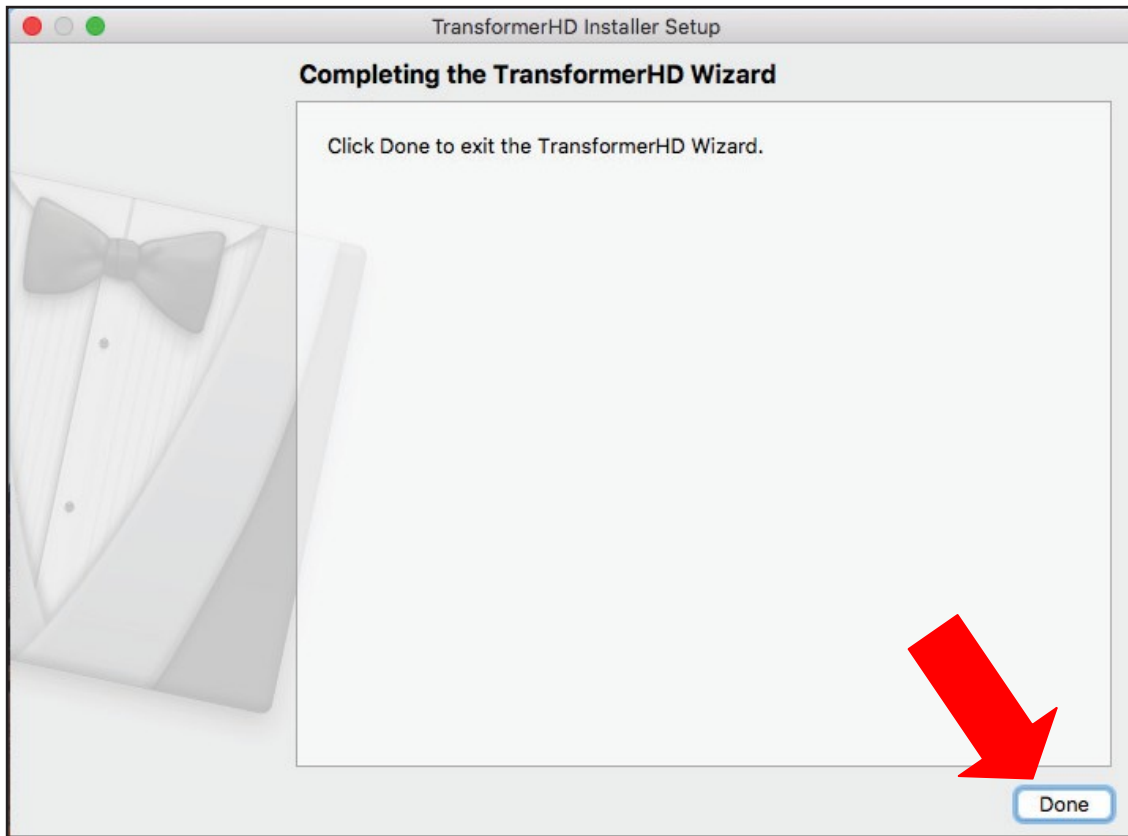 TransformerHD Installer Setup
Completing the TransformerHD Wizard
Click Done to exit the TransformerHD Wizard.
Done